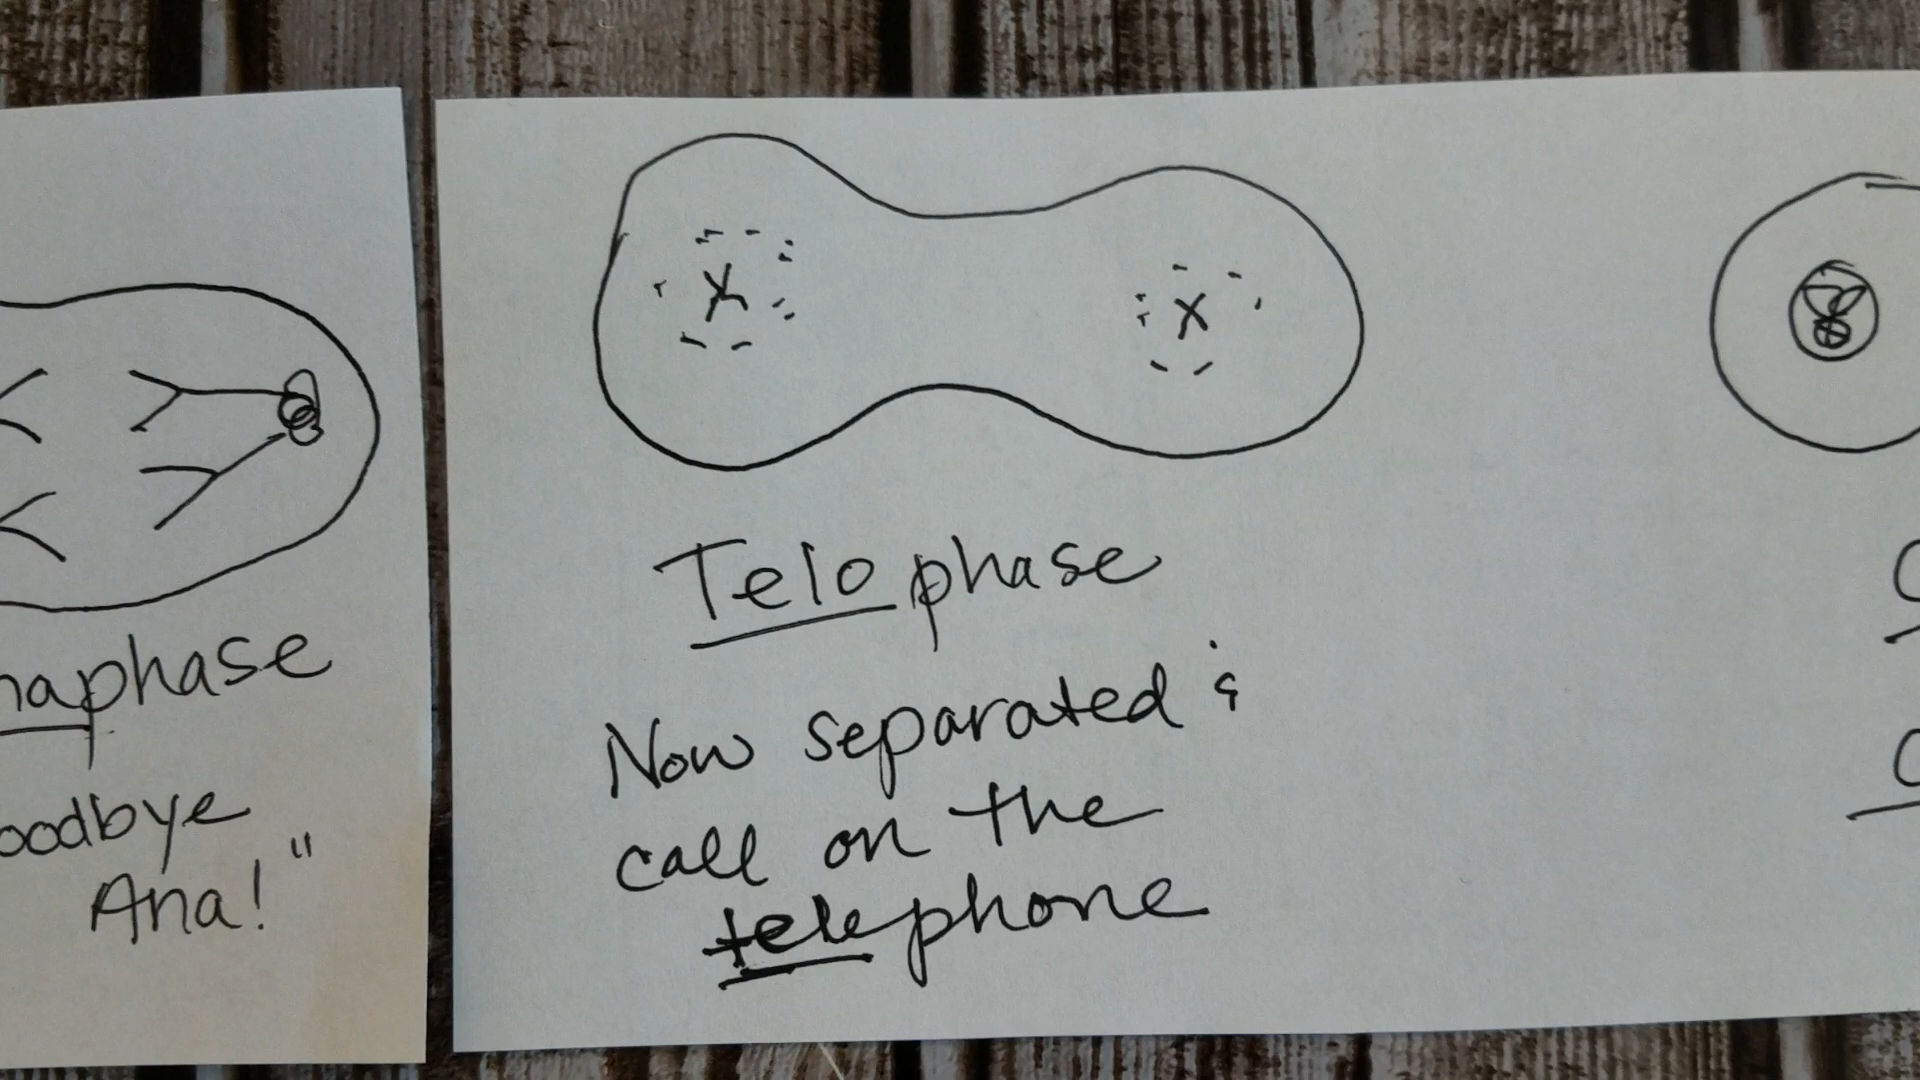 naphase
oodbye
Ana!"
Telophase
Now separated &
call on the
telephone